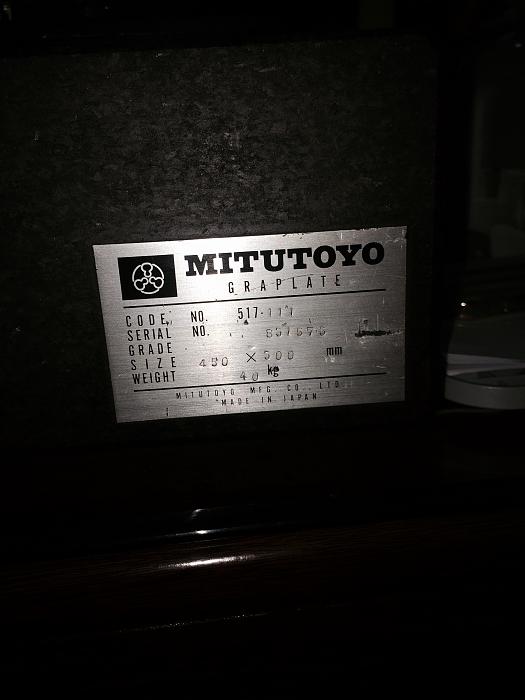 MITUTOYO
GRAPLATE
CODE. NO. 517-111
SERIAL NO.
GRADE
SIZE 450 × 300 mm
WEIGHT 40 kg
MITUTOYO MFG. CO., LTD.
MADE IN JAPAN